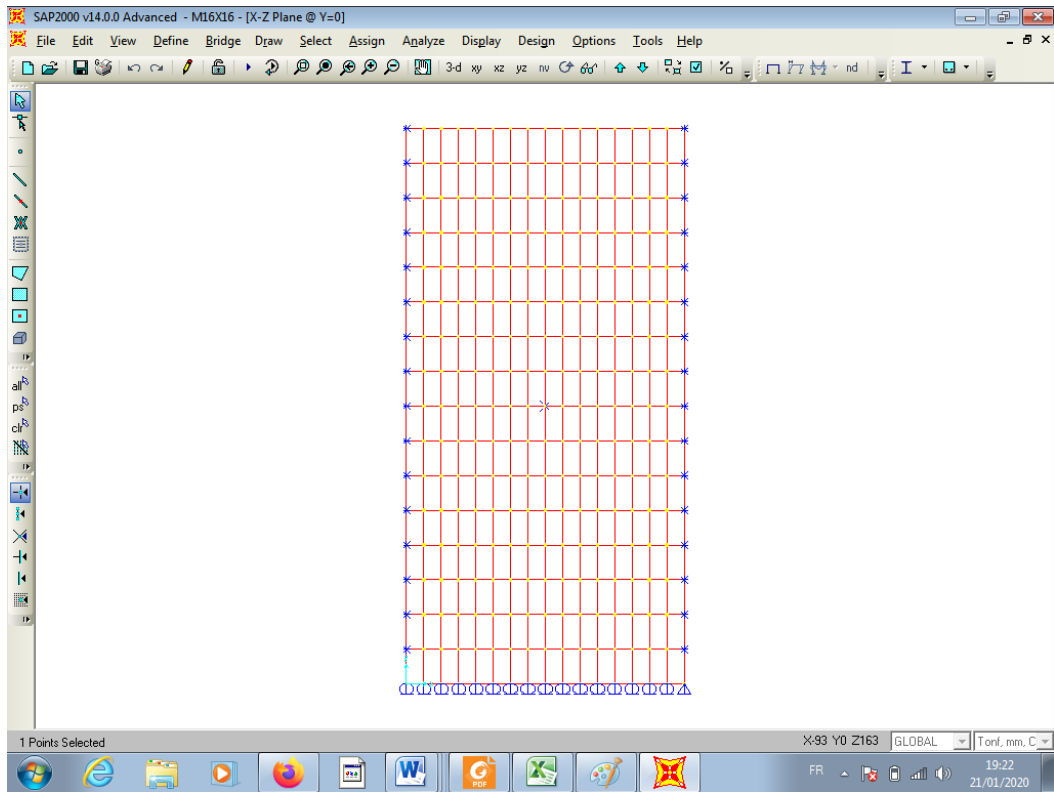 SAP2000 v14.0.0 Advanced - M16X16 - [X-Z Plane @ Y=0]
File Edit View Define Bridge Draw Select Assign Analyze Display Design Options Tools Help
3-d xy xz yz nv nd
all
ps
clr
1 Points Selected X-93 Y0 Z163 GLOBAL Tonf, mm, C
W G PDF FR 19:22
21/01/2020